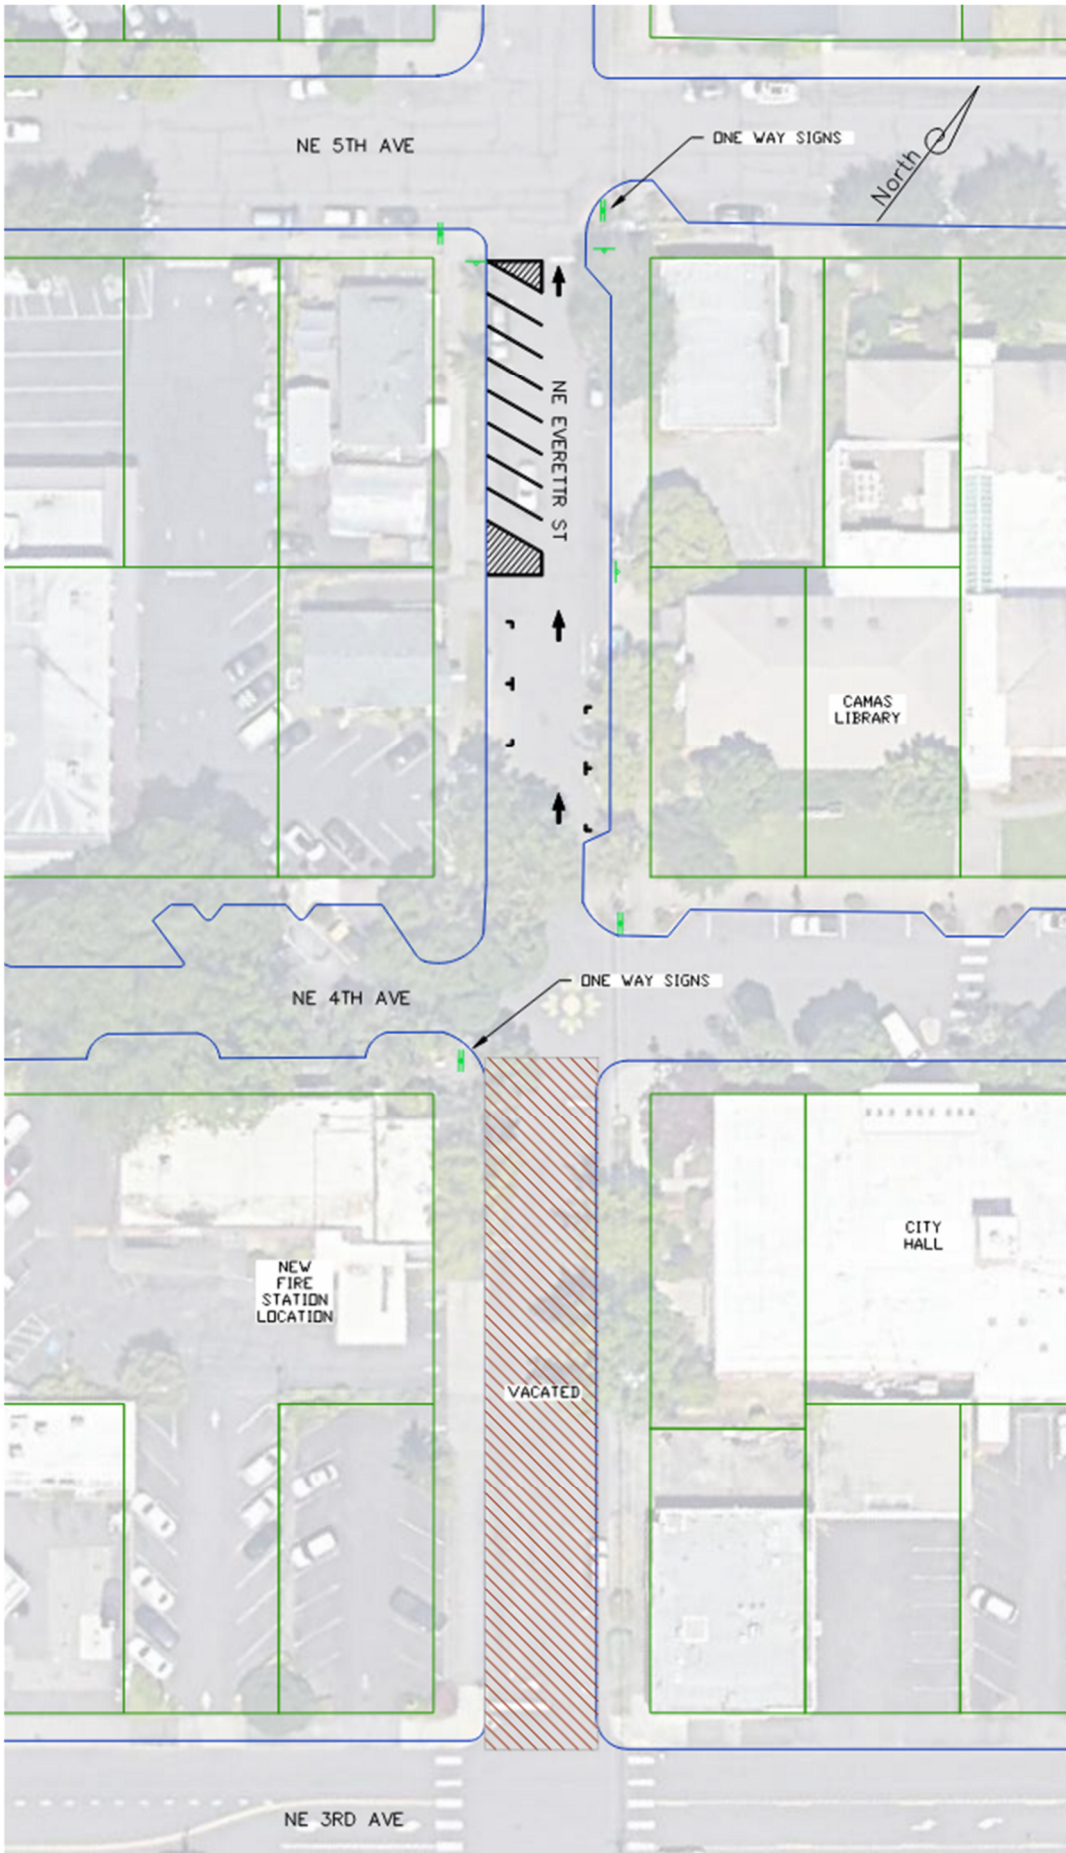 NE 5TH AVE
ONE WAY SIGNS
North
NE EVERETTR ST
CAMAS
LIBRARY
ONE WAY SIGNS
NE 4TH AVE
CITY
HALL
NEW
FIRE
STATION
LOCATION
VACATED
NE 3RD AVE